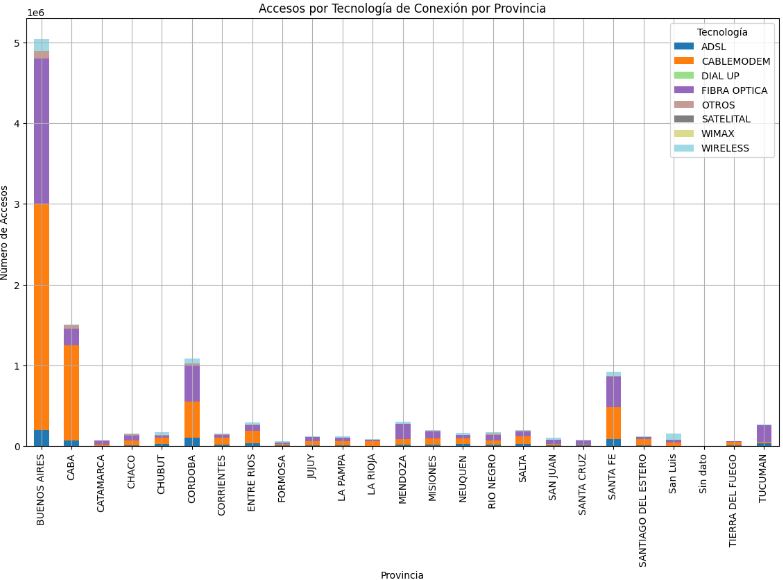 Accesos por Tecnología de Conexión por Provincia
1e6
Tecnología
ADSL
CABLEMODEM
DIAL UP
FIBRA OPTICA
OTROS
SATELITAL
WIMAX
WIRELESS
Número de Accesos
5
4
3
2
1
0
BUENOS AIRES
CABA
CATAMARCA
CHACO
CHUBUT
CORDOBA
CORRIENTES
ENTRE RIOS
FORMOSA
JUJUY
LA PAMPA
LA RIOJA
MENDOZA
MISIONES
NEUQUEN
RIO NEGRO
SALTA
SAN JUAN
SANTA CRUZ
SANTA FE
SANTIAGO DEL ESTERO
San Luis
Sin dato
TIERRA DEL FUEGO
TUCUMAN
Provincia